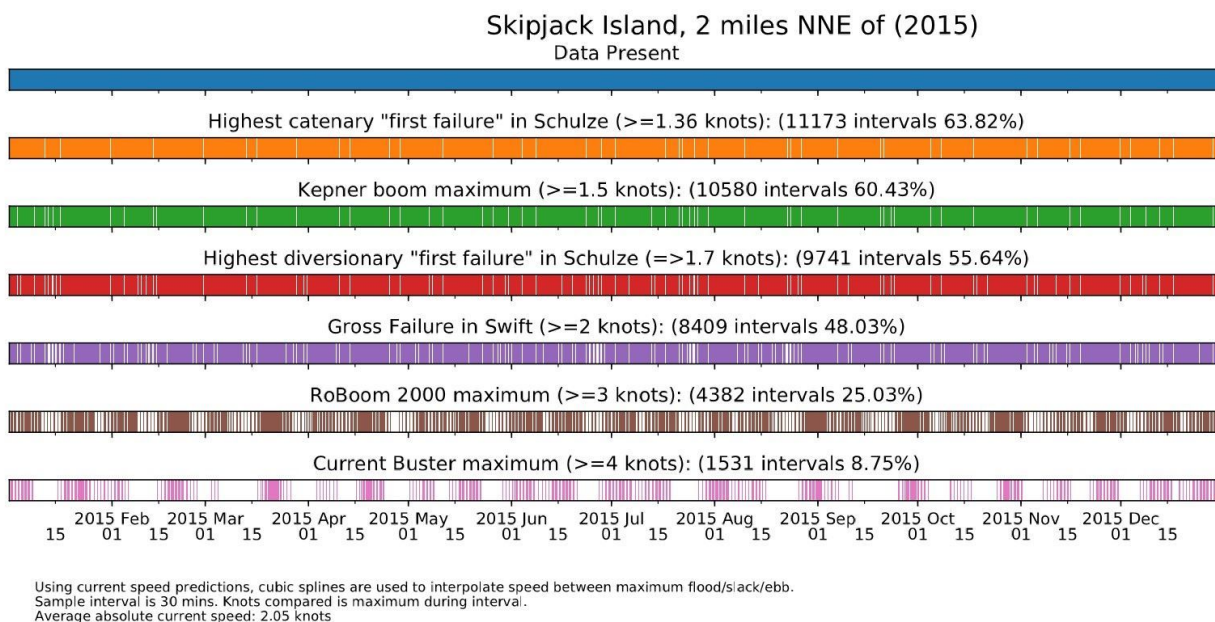 Skipjack Island, 2 miles NNE of (2015)
Data Present
Highest catenary "first failure" in Schulze (>=1.36 knots): (11173 intervals 63.82%)
Kepner boom maximum (>=1.5 knots): (10580 intervals 60.43%)
Highest diversionary "first failure" in Schulze (=>1.7 knots): (9741 intervals 55.64%)
Gross Failure in Swift (>=2 knots): (8409 intervals 48.03%)
RoBoom 2000 maximum (>=3 knots): (4382 intervals 25.03%)
Current Buster maximum (>=4 knots): (1531 intervals 8.75%)
2015 Feb 2015 Mar 2015 Apr 2015 May 2015 Jun 2015 Jul 2015 Aug 2015 Sep 2015 Oct 2015 Nov 2015 Dec
15 01 15 01 15 01 15 01 15 01 15 01 15 01 15 01 15 01 15 01 15 01 15
Using current speed predictions, cubic splines are used to interpolate speed between maximum flood/slack/ebb.
Sample interval is 30 mins. Knots compared is maximum during interval.
Average absolute current speed: 2.05 knots